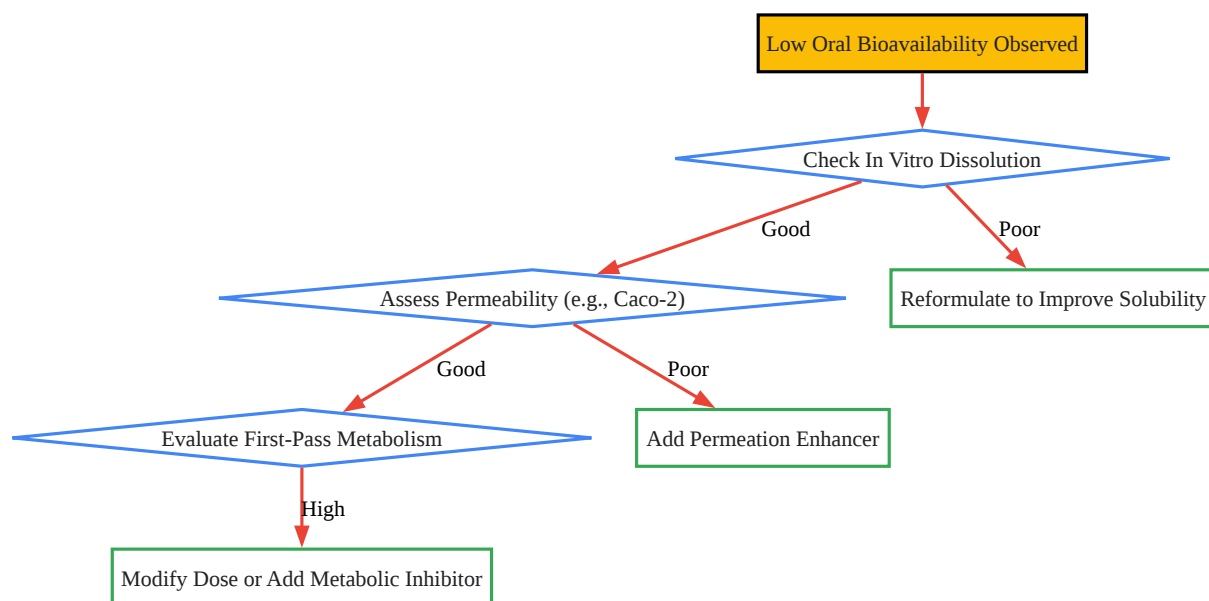 Low Oral Bioavailability Observed
Check In Vitro Dissolution
Good
Poor
Assess Permeability (e.g., Caco-2)
Reformulate to Improve Solubility
Good
Poor
Evaluate First-Pass Metabolism
Add Permeation Enhancer
High
Modify Dose or Add Metabolic Inhibitor